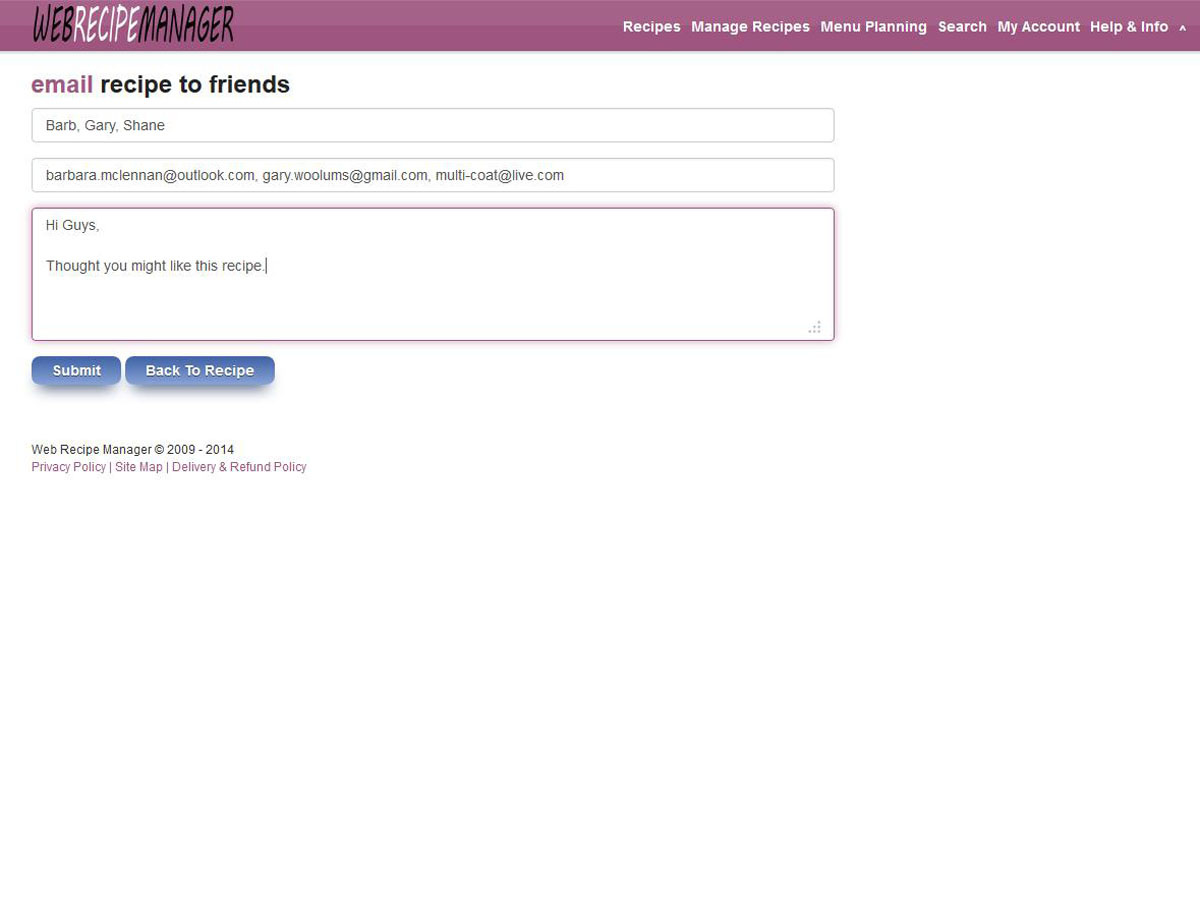 WEBRECIPEMANAGER
Recipes Manage Recipes Menu Planning Search My Account Help & Info ^
email recipe to friends
Barb, Gary, Shane
barbara.mclennan@outlook.com, gary.woolums@gmail.com, multi-coat@live.com
Hi Guys,
Thought you might like this recipe.
Submit Back To Recipe
Web Recipe Manager © 2009 - 2014
Privacy Policy | Site Map | Delivery & Refund Policy